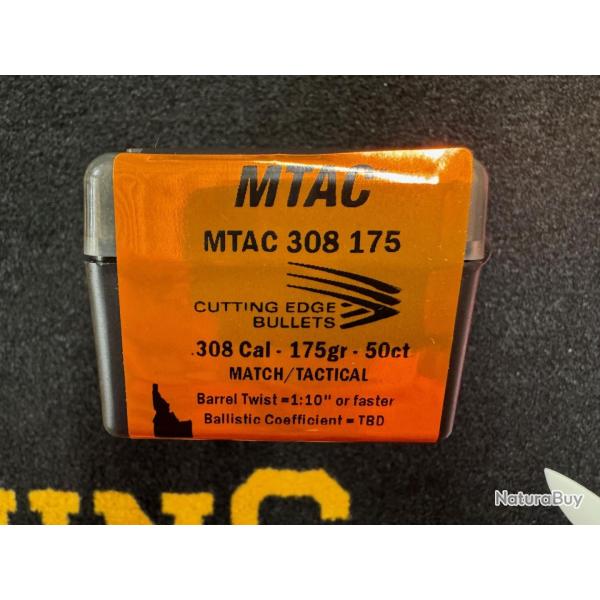 MTAC
MTAC 308 175
CUTTING EDGE
BULLETS
.308 Cal - 175gr - 50ct
MATCH/TACTICAL
Barrel Twist =1:10" or faster
Ballistic Coefficient = TBD
NaturaBuy